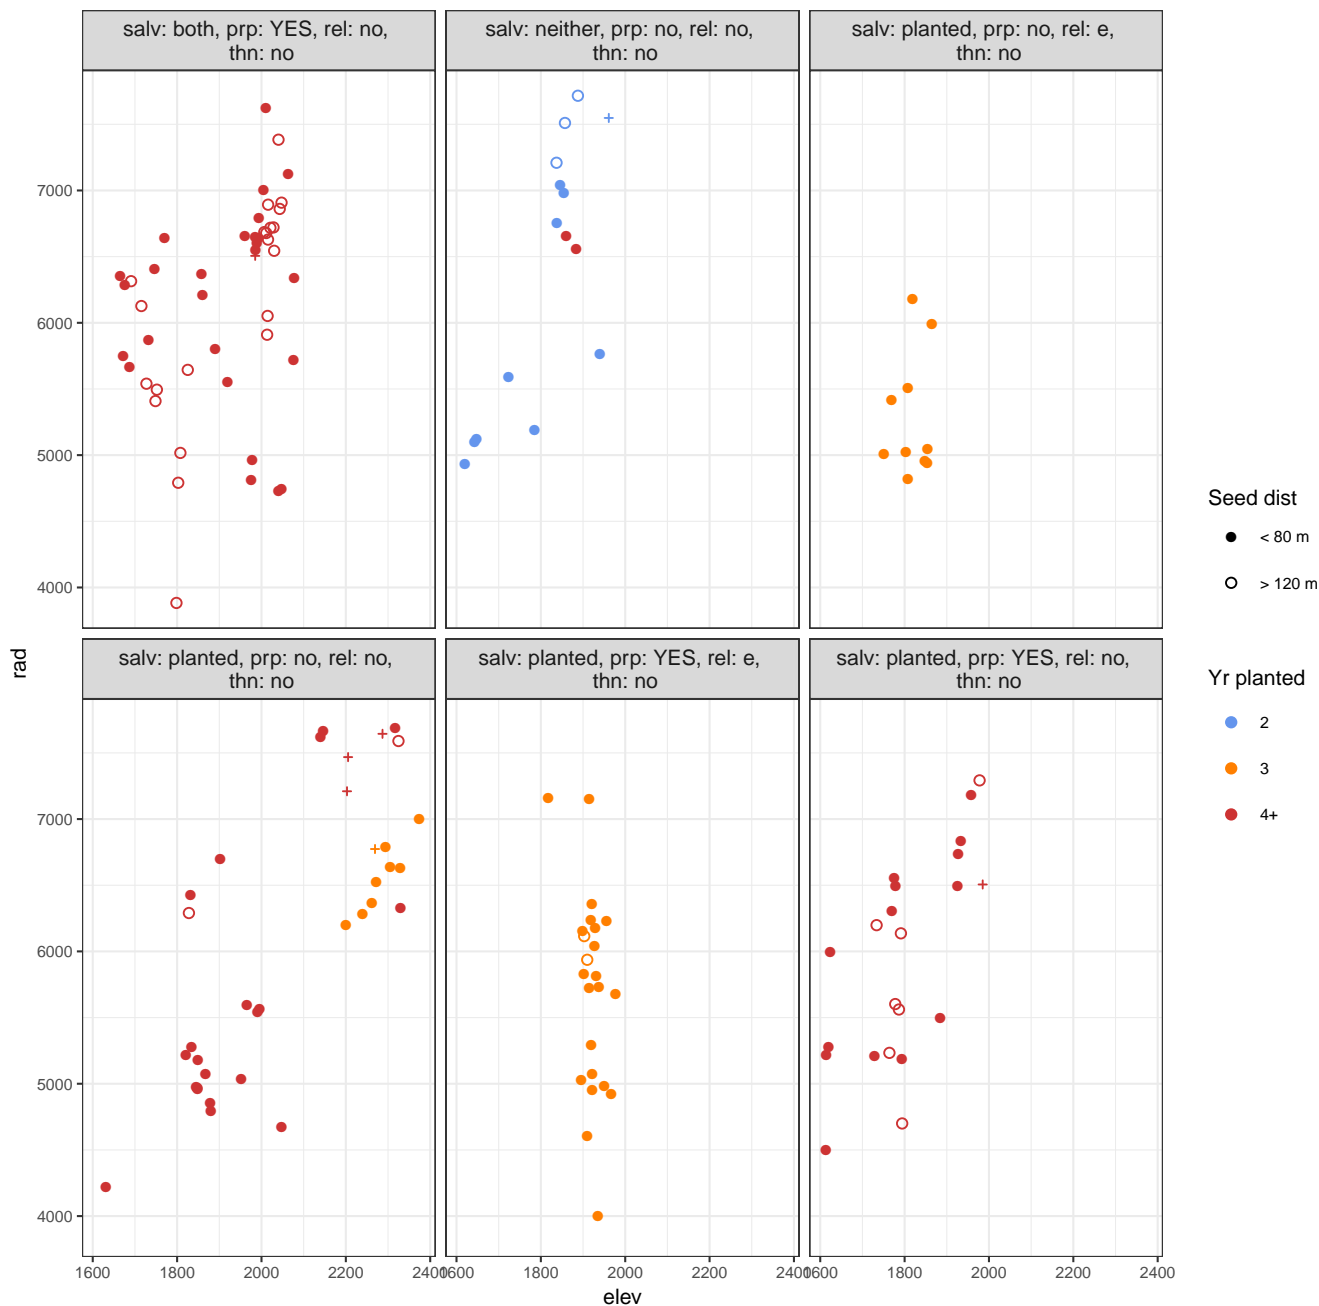 salv: both, prp: YES, rel: no,
thn: no
salv: neither, prp: no, rel: no,
thn: no
salv: planted, prp: no, rel: e,
thn: no
7000
6000
5000
4000
salv: planted, prp: no, rel: no,
thn: no
salv: planted, prp: YES, rel: e,
thn: no
salv: planted, prp: YES, rel: no,
thn: no
7000
6000
5000
4000
1600 1800 2000 2200 2400
1600 1800 2000 2200 2400
1600 1800 2000 2200 2400
elev
rad
Seed dist
< 80 m
> 120 m
Yr planted
2
3
4+